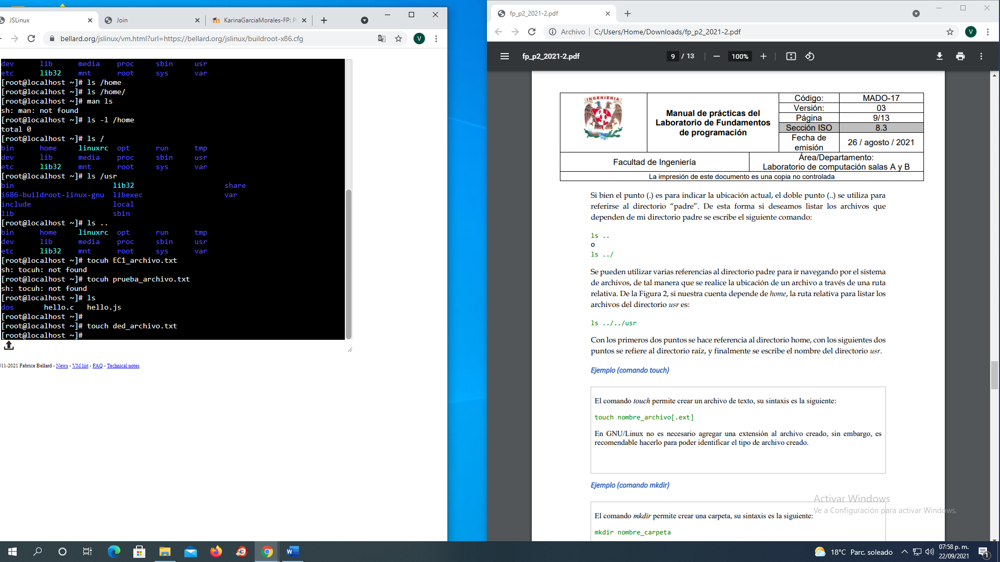 JSLinux
Join
KarinaGarciaMorales-FP: P
bellard.org/jslinux/vm.html?url=https://bellard.org/jslinux/buildroot-x86.cfg
V
dev lib media proc sbin usr
etc lib32 mnt root sys var
[root@localhost ~]# ls /home
[root@localhost ~]# ls /home/
[root@localhost ~]# man ls
sh: man: not found
[root@localhost ~]# ls -l /home
total 0
[root@localhost ~]# ls /
bin home linuxrc opt run tmp
dev lib media proc sbin usr
etc lib32 mnt root sys var
[root@localhost ~]# ls /usr
bin lib32 share
i686-buildroot-linux-gnu libexec var
include local
lib sbin
[root@localhost ~]# ls ..
bin home linuxrc opt run tmp
dev lib media proc sbin usr
etc lib32 mnt root sys var
[root@localhost ~]# tocuh EC1_archivo.txt
sh: tocuh: not found
[root@localhost ~]# tocuh prueba_archivo.txt
sh: tocuh: not found
[root@localhost ~]# ls
dos hello.c hello.js
[root@localhost ~]#
[root@localhost ~]# touch ded_archivo.txt
[root@localhost ~]#
011-2021 Fabrice Bellard - News - VM list - FAQ - Technical notes
fp_p2_2021-2.pdf
Archivo C:/Users/Home/Downloads/fp_p2_2021-2.pdf
V
fp_p2_2021-2.pdf
9 / 13
100%
INGENIERIA
Manual de prácticas del
Laboratorio de Fundamentos
de programación
Código: MADO-17
Versión: 03
Página 9/13
Sección ISO 8.3
Fecha de
emisión
26 / agosto / 2021
Facultad de Ingeniería
Área/Departamento:
Laboratorio de computación salas A y B
La impresión de este documento es una copia no controlada
Si bien el punto (.) es para indicar la ubicación actual, el doble punto (..) se utiliza para
referirse al directorio “padre”. De esta forma si deseamos listar los archivos que
dependen de mi directorio padre se escribe el siguiente comando:
ls ..
o
ls ../
Se pueden utilizar varias referencias al directorio padre para ir navegando por el sistema
de archivos, de tal manera que se realice la ubicación de un archivo a través de una ruta
relativa. De la Figura 2, si nuestra cuenta depende de home, la ruta relativa para listar los
archivos del directorio usr es:
ls ../../usr
Con los primeros dos puntos se hace referencia al directorio home, con los siguientes dos
puntos se refiere al directorio raíz, y finalmente se escribe el nombre del directorio usr.
Ejemplo (comando touch)
El comando touch permite crear un archivo de texto, su sintaxis es la siguiente:
touch nombre_archivo[.ext]
En GNU/Linux no es necesario agregar una extensión al archivo creado, sin embargo, es
recomendable hacerlo para poder identificar el tipo de archivo creado.
Ejemplo (comando mkdir)
El comando mkdir permite crear una carpeta, su sintaxis es la siguiente:
mkdir nombre_carpeta
Activar Windows
Ve a Configuración para activar Windows.
18°C Parc. soleado
07:58 p. m.
22/09/2021
1